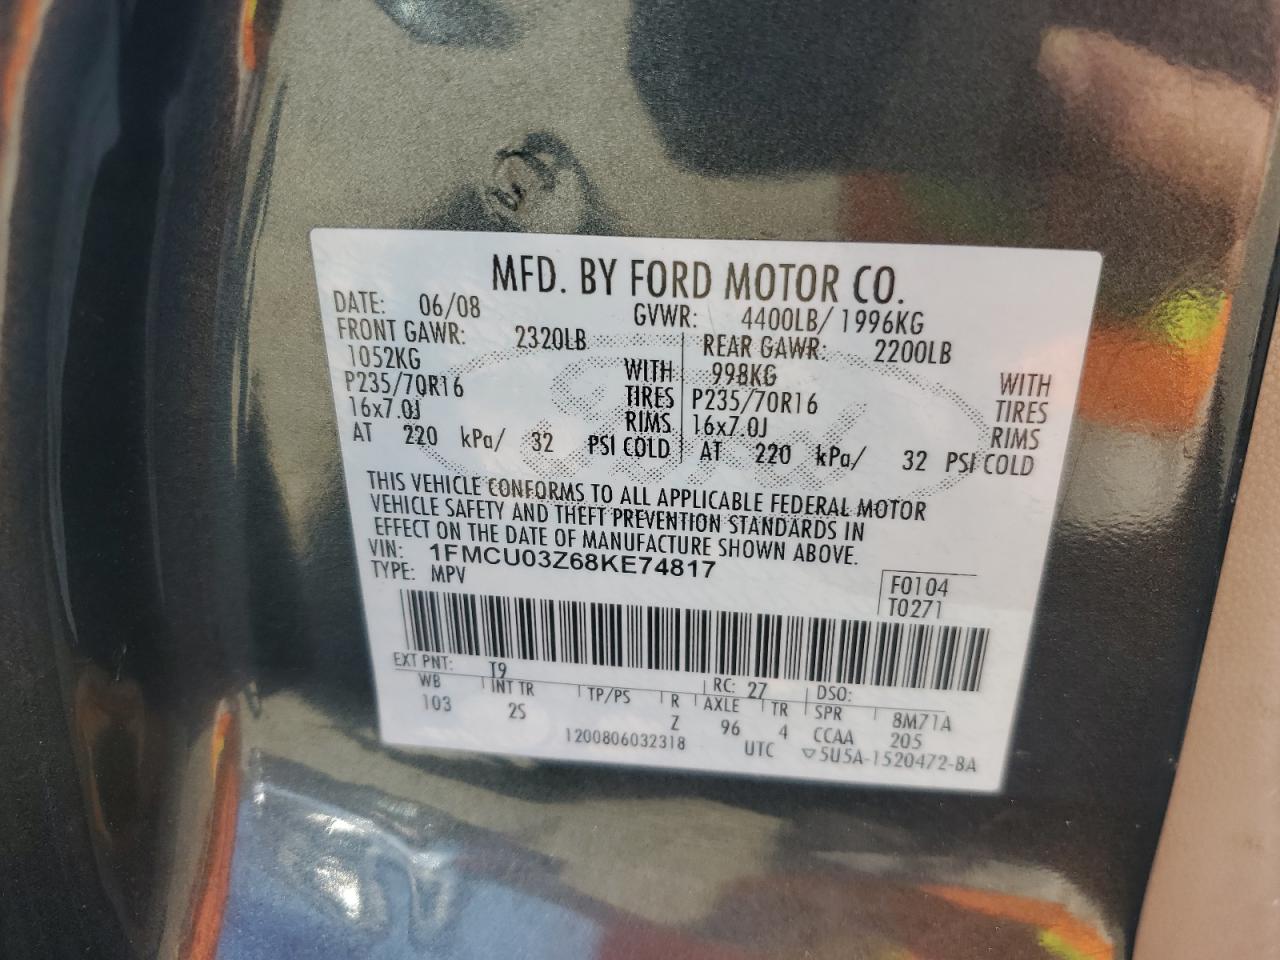 MFD. BY FORD MOTOR CO.
DATE: 06/08 GVWR: 4400LB/ 1996KG
FRONT GAWR: 2320LB REAR GAWR: 2200LB
1052KG WITH 998KG WITH
P235/70R16 TIRES P235/70R16 TIRES
16x7.0J RIMS 16x7.0J RIMS
AT 220 kPa/ 32 PSI COLD AT 220 kPa/ 32 PSI COLD
THIS VEHICLE CONFORMS TO ALL APPLICABLE FEDERAL MOTOR
VEHICLE SAFETY AND THEFT PREVENTION STANDARDS IN
EFFECT ON THE DATE OF MANUFACTURE SHOWN ABOVE.
VIN: 1FMCU03Z68KE74817
TYPE: MPV
F0104
T0271
EXT PNT: T9 RC: 27 DSO:
WB INT TR TP/PS R AXLE TR SPR 8M71A
103 2S Z 96 4 CCAA 205
1200806032318 UTC ▽5U5A-1520472-BA